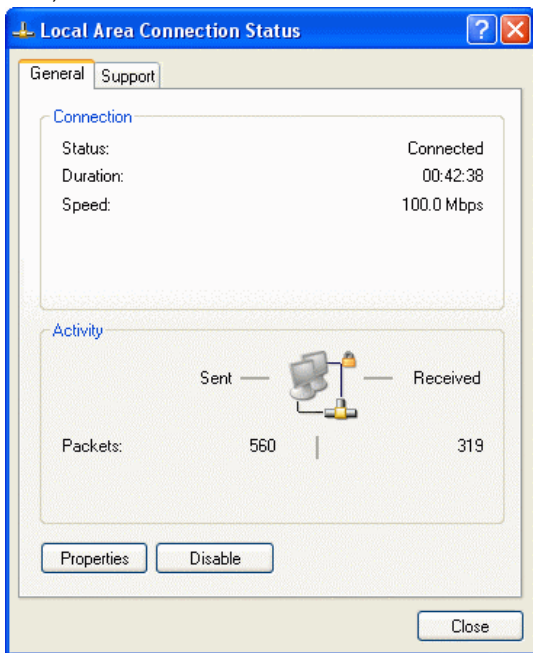 Local Area Connection Status
General Support
Connection
Status: Connected
Duration: 00:42:38
Speed: 100.0 Mbps
Activity
Sent — — Received
Packets: 560 | 319
Properties Disable
Close